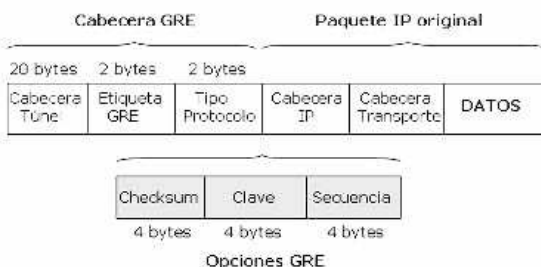 Cabecera GRE Paquete IP original
20 bytes 2 bytes 2 bytes
Cabecera Etiqueta Tipo Cabecera Cabecera DATOS
Túne GRE Protocolo IP Transporte
Checksum Clave Secuencia
4 bytes 4 bytes 4 bytes
Opciones GRE